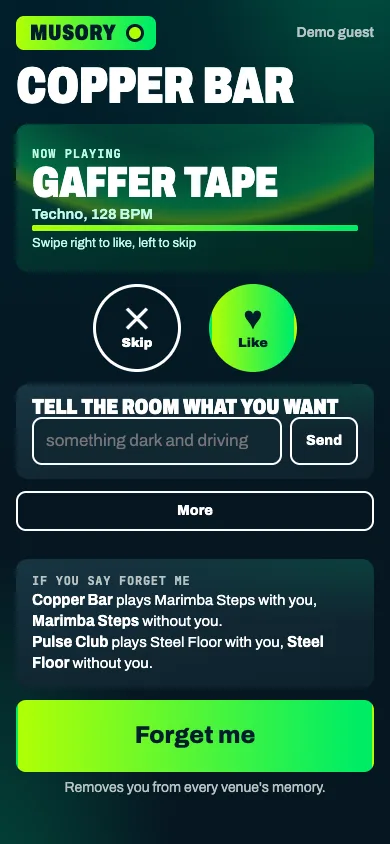 MUSORY
Demo guest
COPPER BAR
NOW PLAYING
GAFFER TAPE
Techno, 128 BPM
Swipe right to like, left to skip
Skip
Like
TELL THE ROOM WHAT YOU WANT
something dark and driving
Send
More
IF YOU SAY FORGET ME
Copper Bar plays Marimba Steps with you,
Marimba Steps without you.
Pulse Club plays Steel Floor with you, Steel
Floor without you.
Forget me
Removes you from every venue's memory.